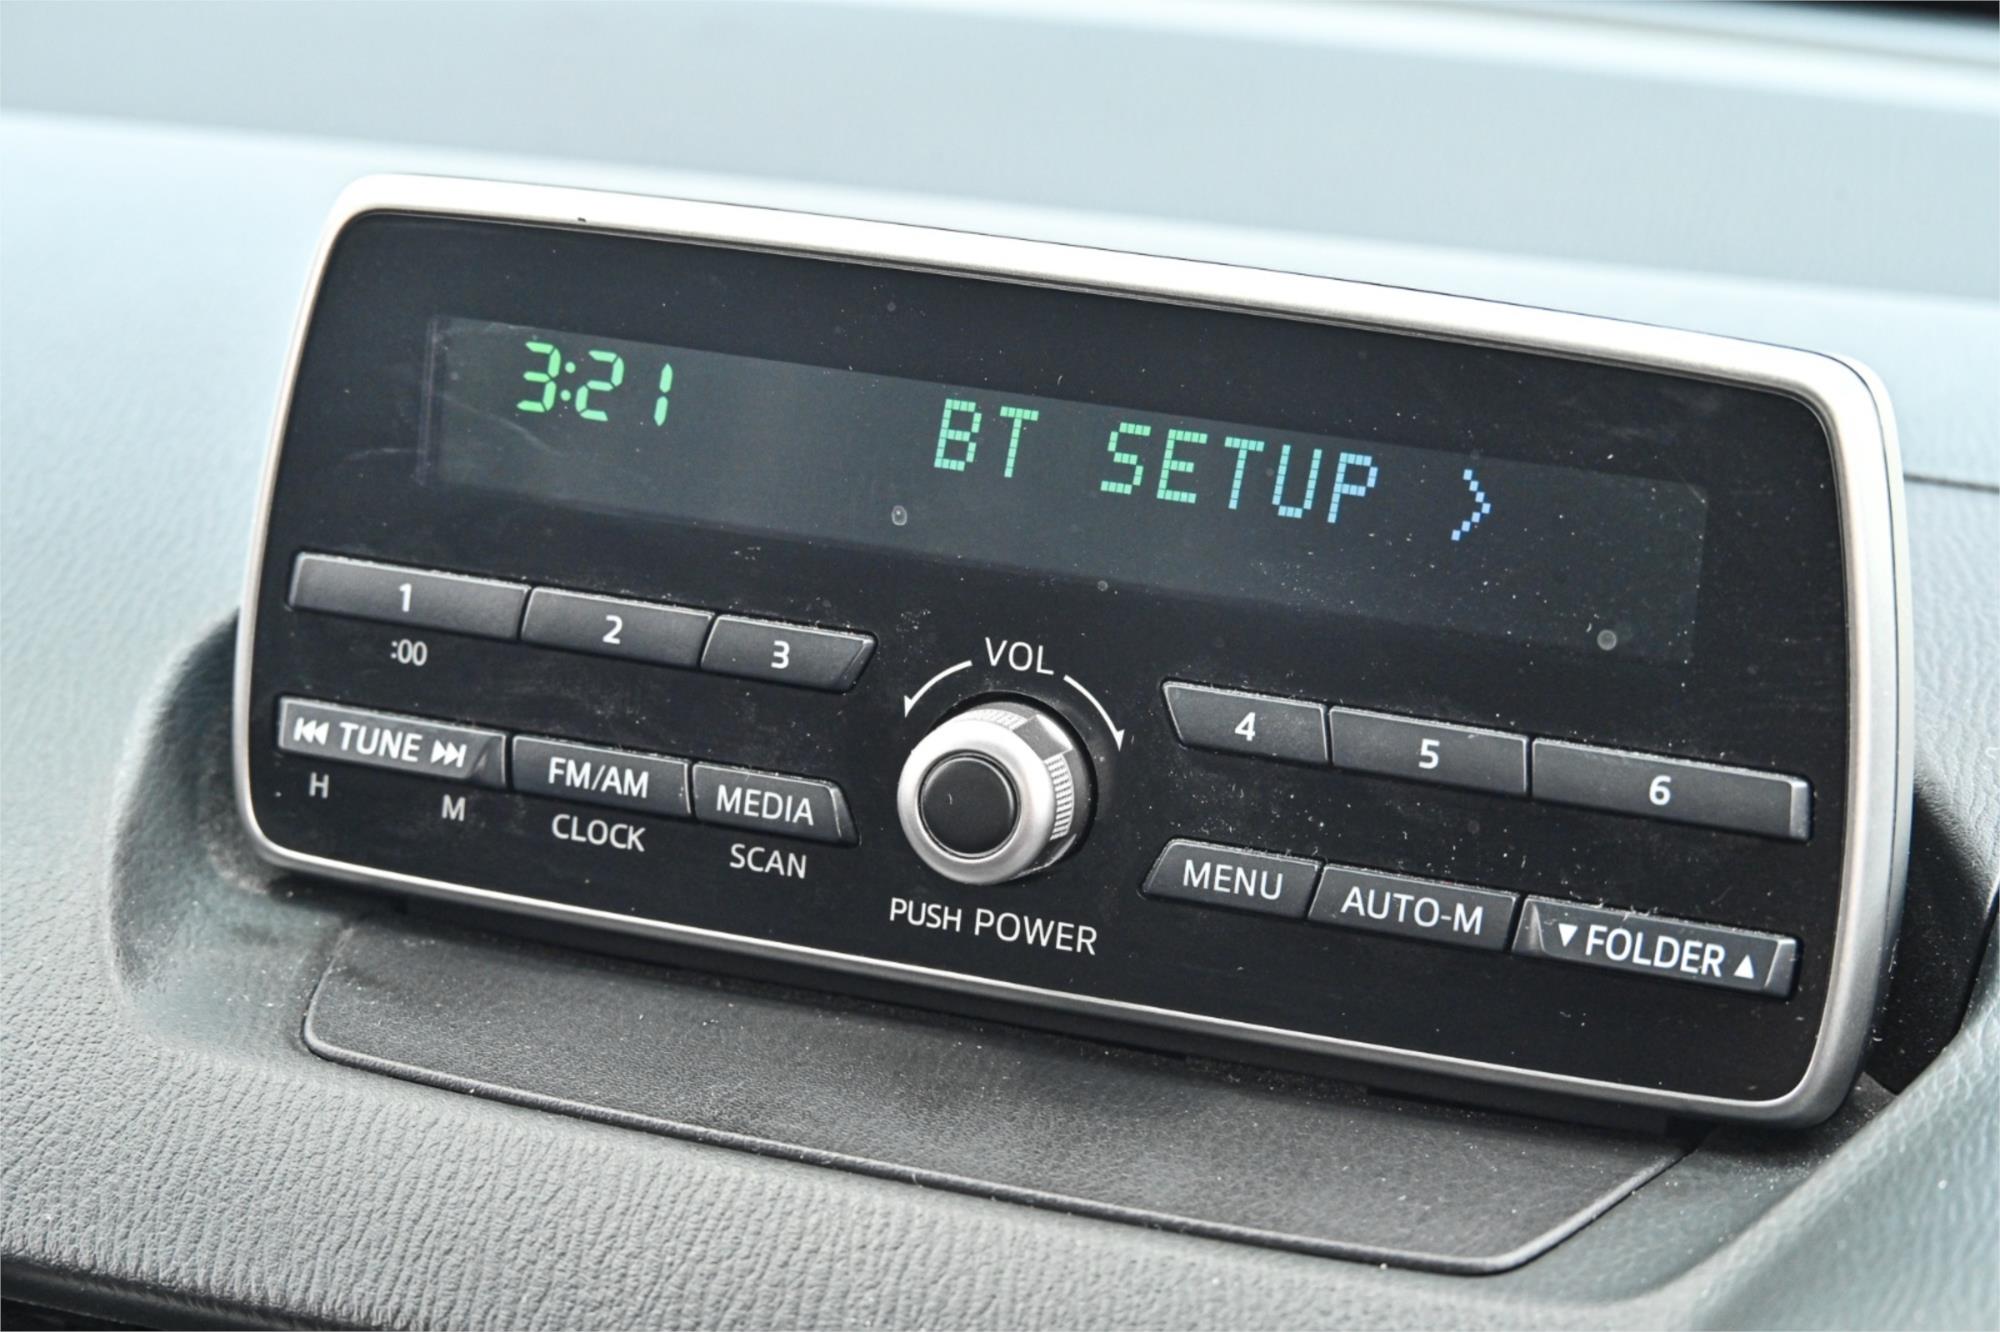 3:21 BT SETUP >
1 2 3
:00
VOL
4 5 6
⏮ TUNE ⏭ FM/AM MEDIA
H M CLOCK SCAN
PUSH POWER
MENU AUTO-M ▼FOLDER▲